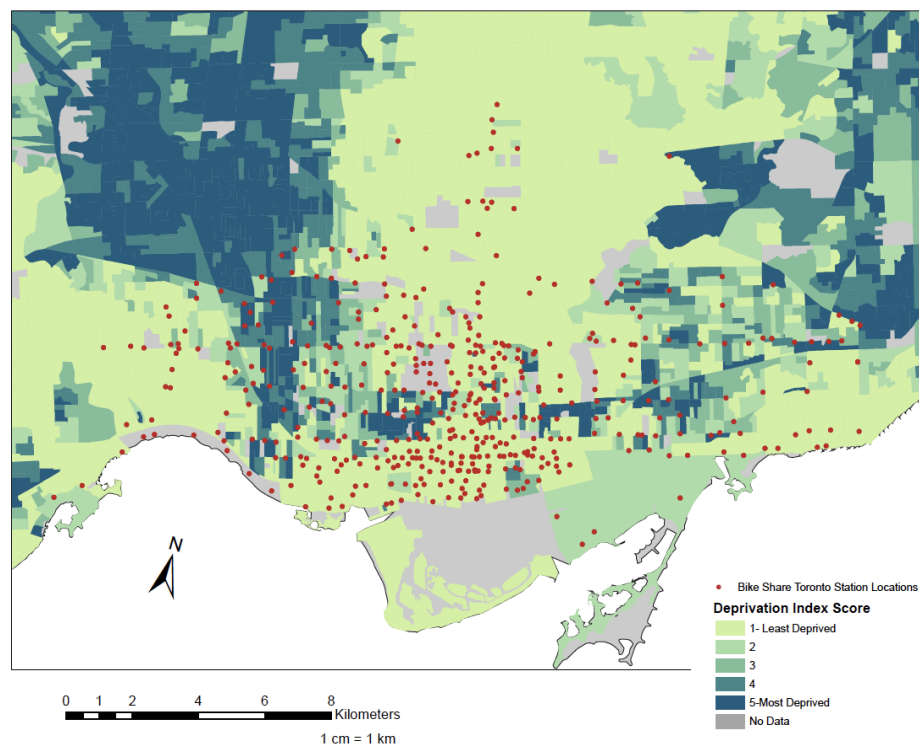 N
Bike Share Toronto Station Locations
Deprivation Index Score
1- Least Deprived
2
3
4
5-Most Deprived
No Data
0 1 2 4 6 8
Kilometers
1 cm = 1 km